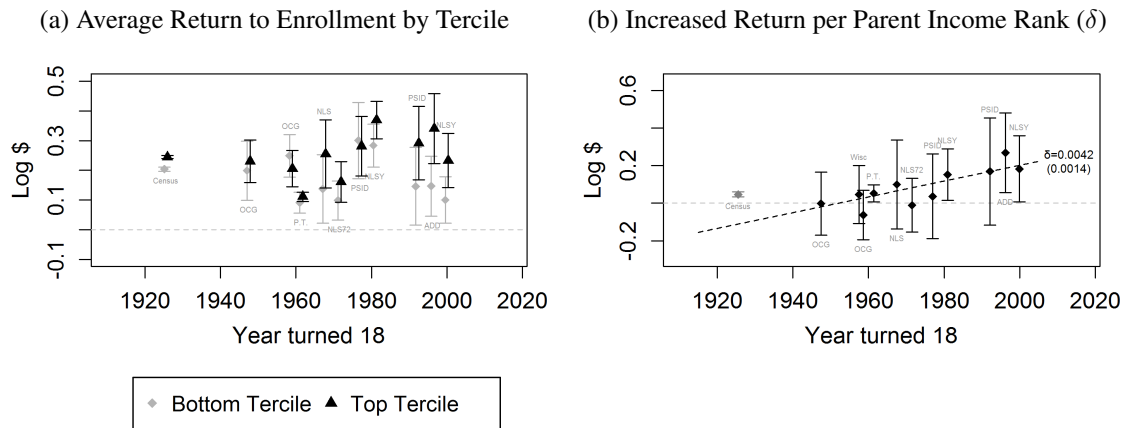 (a) Average Return to Enrollment by Tercile
Log $
0.5
0.3
0.1
-0.1
Census
OCG
OCG
P.T.
NLS
NLS72
PSID
NLSY
PSID
ADD
NLSY
1920 1940 1960 1980 2000 2020
Year turned 18
Bottom Tercile Top Tercile
(b) Increased Return per Parent Income Rank (δ)
Log $
0.6
0.2
-0.2
Census
OCG
Wisc
OCG
P.T.
NLS
NLS72
PSID
NLSY
PSID
ADD
NLSY
δ=0.0042
(0.0014)
1920 1940 1960 1980 2000 2020
Year turned 18